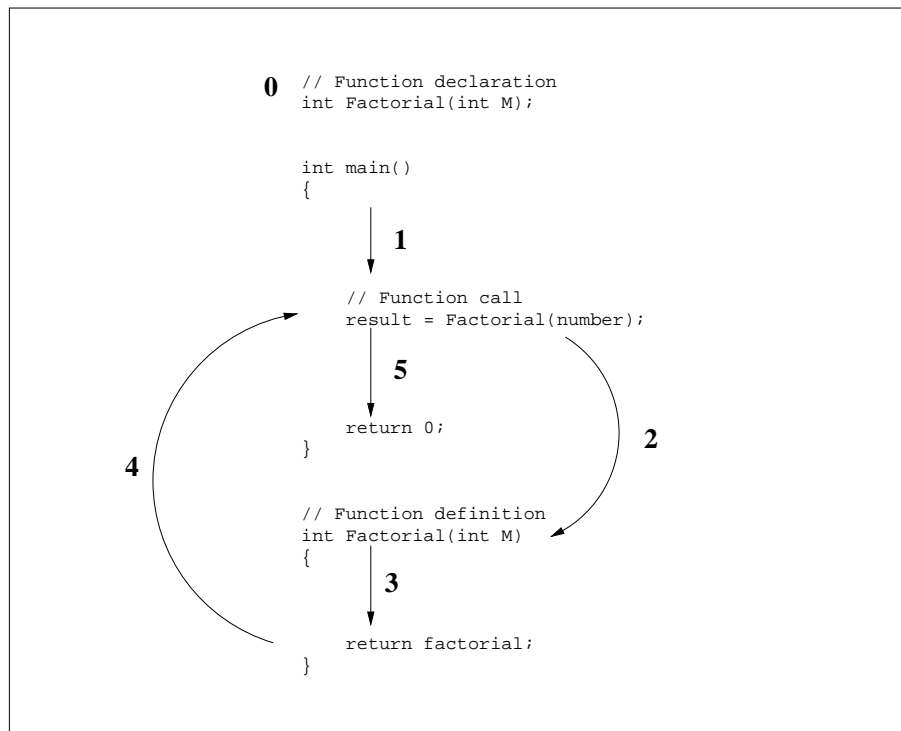 0 // Function declaration
int Factorial(int M);
int main()
{
1
// Function call
result = Factorial(number);
5
return 0;
}
2
4
// Function definition
int Factorial(int M)
{
3
return factorial;
}